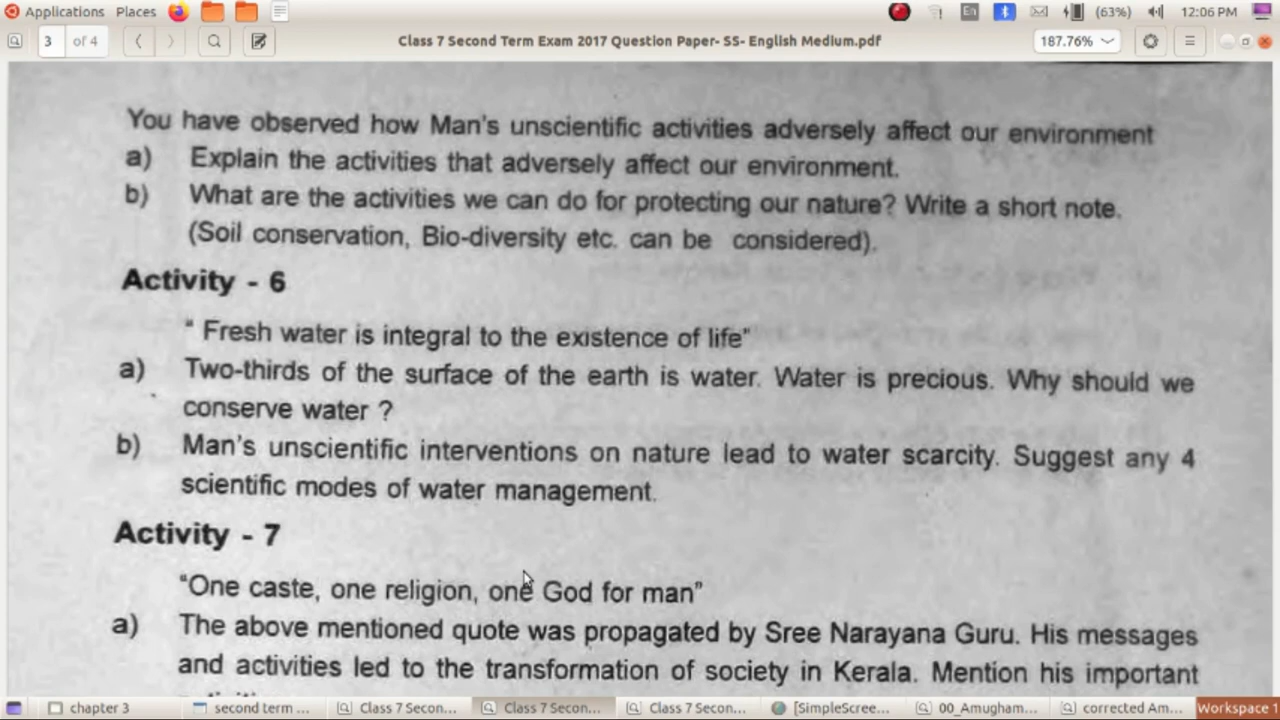 Applications Places En (63%) 12:06 PM
3 of 4 Class 7 Second Term Exam 2017 Question Paper- SS- English Medium.pdf 187.76%
You have observed how Man's unscientific activities adversely affect our environment
a) Explain the activities that adversely affect our environment.
b) What are the activities we can do for protecting our nature? Write a short note.
(Soil conservation, Bio-diversity etc. can be considered).
Activity - 6
" Fresh water is integral to the existence of life"
a) Two-thirds of the surface of the earth is water. Water is precious. Why should we
conserve water ?
b) Man's unscientific interventions on nature lead to water scarcity. Suggest any 4
scientific modes of water management.
Activity - 7
"One caste, one religion, one God for man"
a) The above mentioned quote was propagated by Sree Narayana Guru. His messages
and activities led to the transformation of society in Kerala. Mention his important
chapter 3 second term ... Class 7 Secon... Class 7 Secon... Class 7 Secon... [SimpleScree... 00_Amugham... corrected Am... Workspace 1